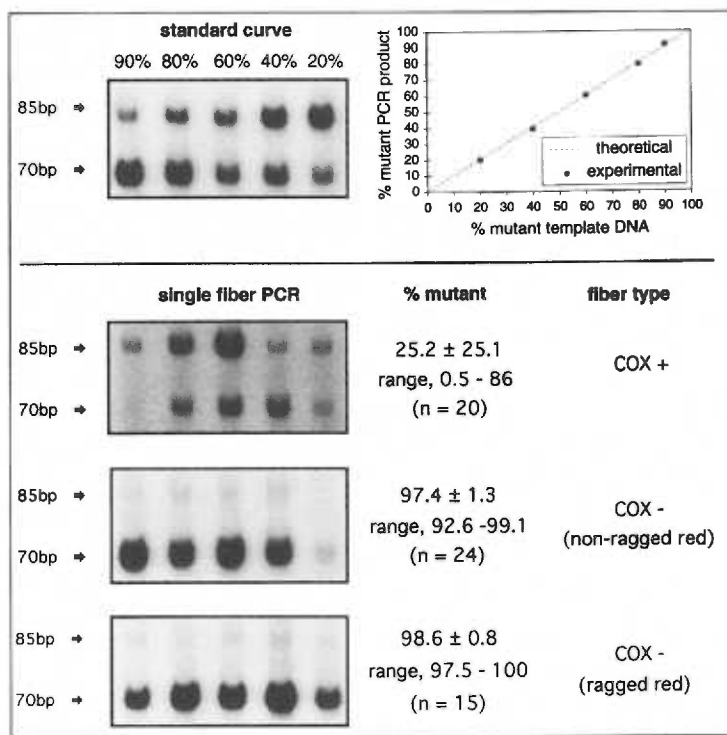 standard curve
90% 80% 60% 40% 20%
85bp
70bp
% mutant PCR product
100
90
80
70
60
50
40
30
20
10
0
theoretical
experimental
0 10 20 30 40 50 60 70 80 90 100
% mutant template DNA
single fiber PCR
% mutant
fiber type
85bp
70bp
25.2 ± 25.1
range, 0.5 - 86
(n = 20)
COX +
85bp
70bp
97.4 ± 1.3
range, 92.6 -99.1
(n = 24)
COX -
(non-ragged red)
85bp
70bp
98.6 ± 0.8
range, 97.5 - 100
(n = 15)
COX -
(ragged red)